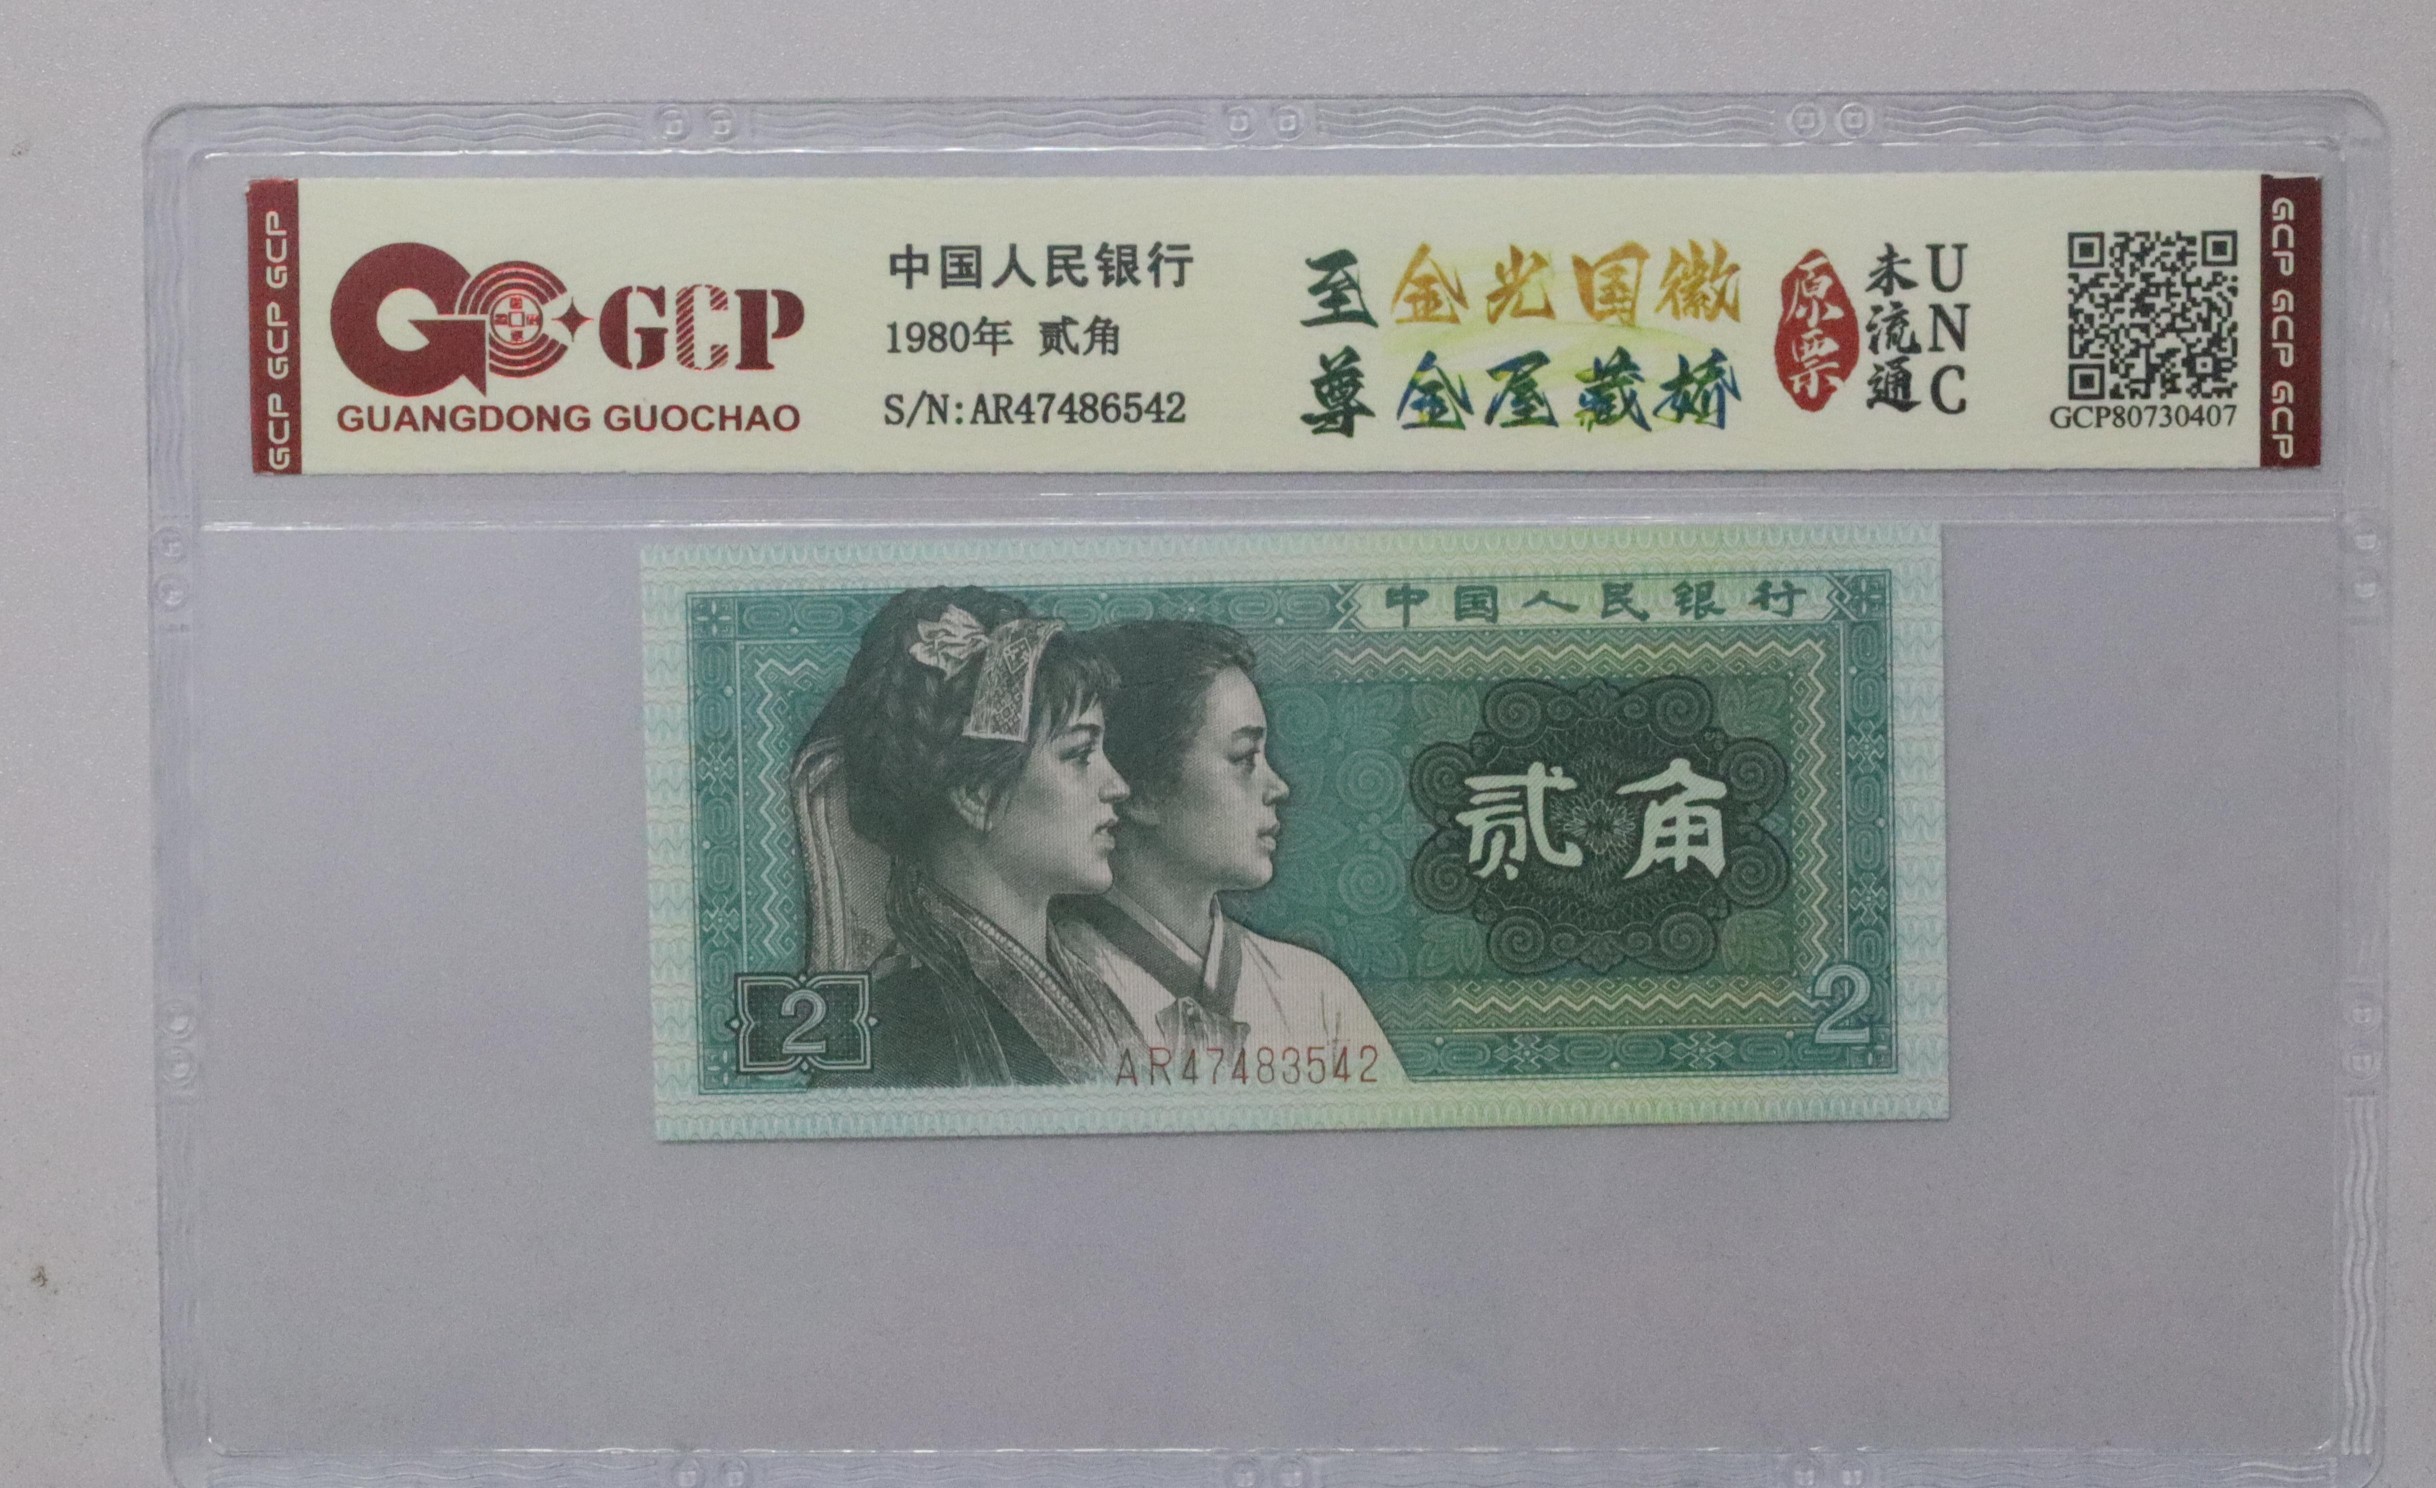 GCP GCP GCP
GCP
GUANGDONG GUOCHAO
中国人民银行
1980年 贰角
S/N:AR47486542
至尊
金光国徽
金屋藏娇
原票
未流通
UNC
GCP80730407
GCP GCP GCP
中国人民银行
贰角
2
2
AR47483542